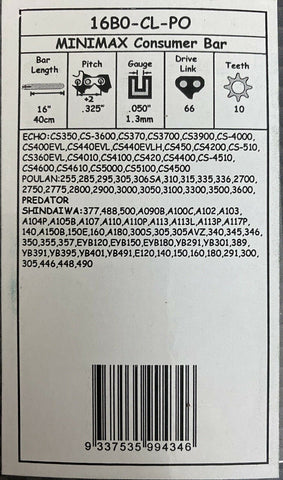 16B0-CL-PO
MINIMAX Consumer Bar
Bar Length Pitch Gauge Drive Link Teeth
÷2
16" .325" .050" 66 10
40cm 1.3mm
ECHO:CS350,CS-3600,CS370,CS3700,CS3900,CS-4000,
CS400EVL,CS440EVL,CS440EVLH,CS450,CS4200,CS-510,
CS360EVL,CS4010,CS4100,CS420,CS4400,CS-4510,
CS4600,CS4610,CS5000,CS5100,CS4500
POULAN:255,285,295,305,306SA,310,315,335,336,2700,
2750,2775,2800,2900,3000,3050,3100,3300,3500,3600,
PREDATOR
SHINDAIWA:377,488,500,A090B,A100C,A102,A103,
A104P,A105B,A107,A110,A110P,A113,A113L,A113P,A117P,
140,A150B,150E,160,A180,300S,305,305AVZ,340,345,346,
350,355,357,EYB120,EYB150,EYB180,YB291,YB301,389,
YB391,YB395,YB401,YB491,E120,140,150,160,180,291,300,
305,446,448,490
9 337535 994346